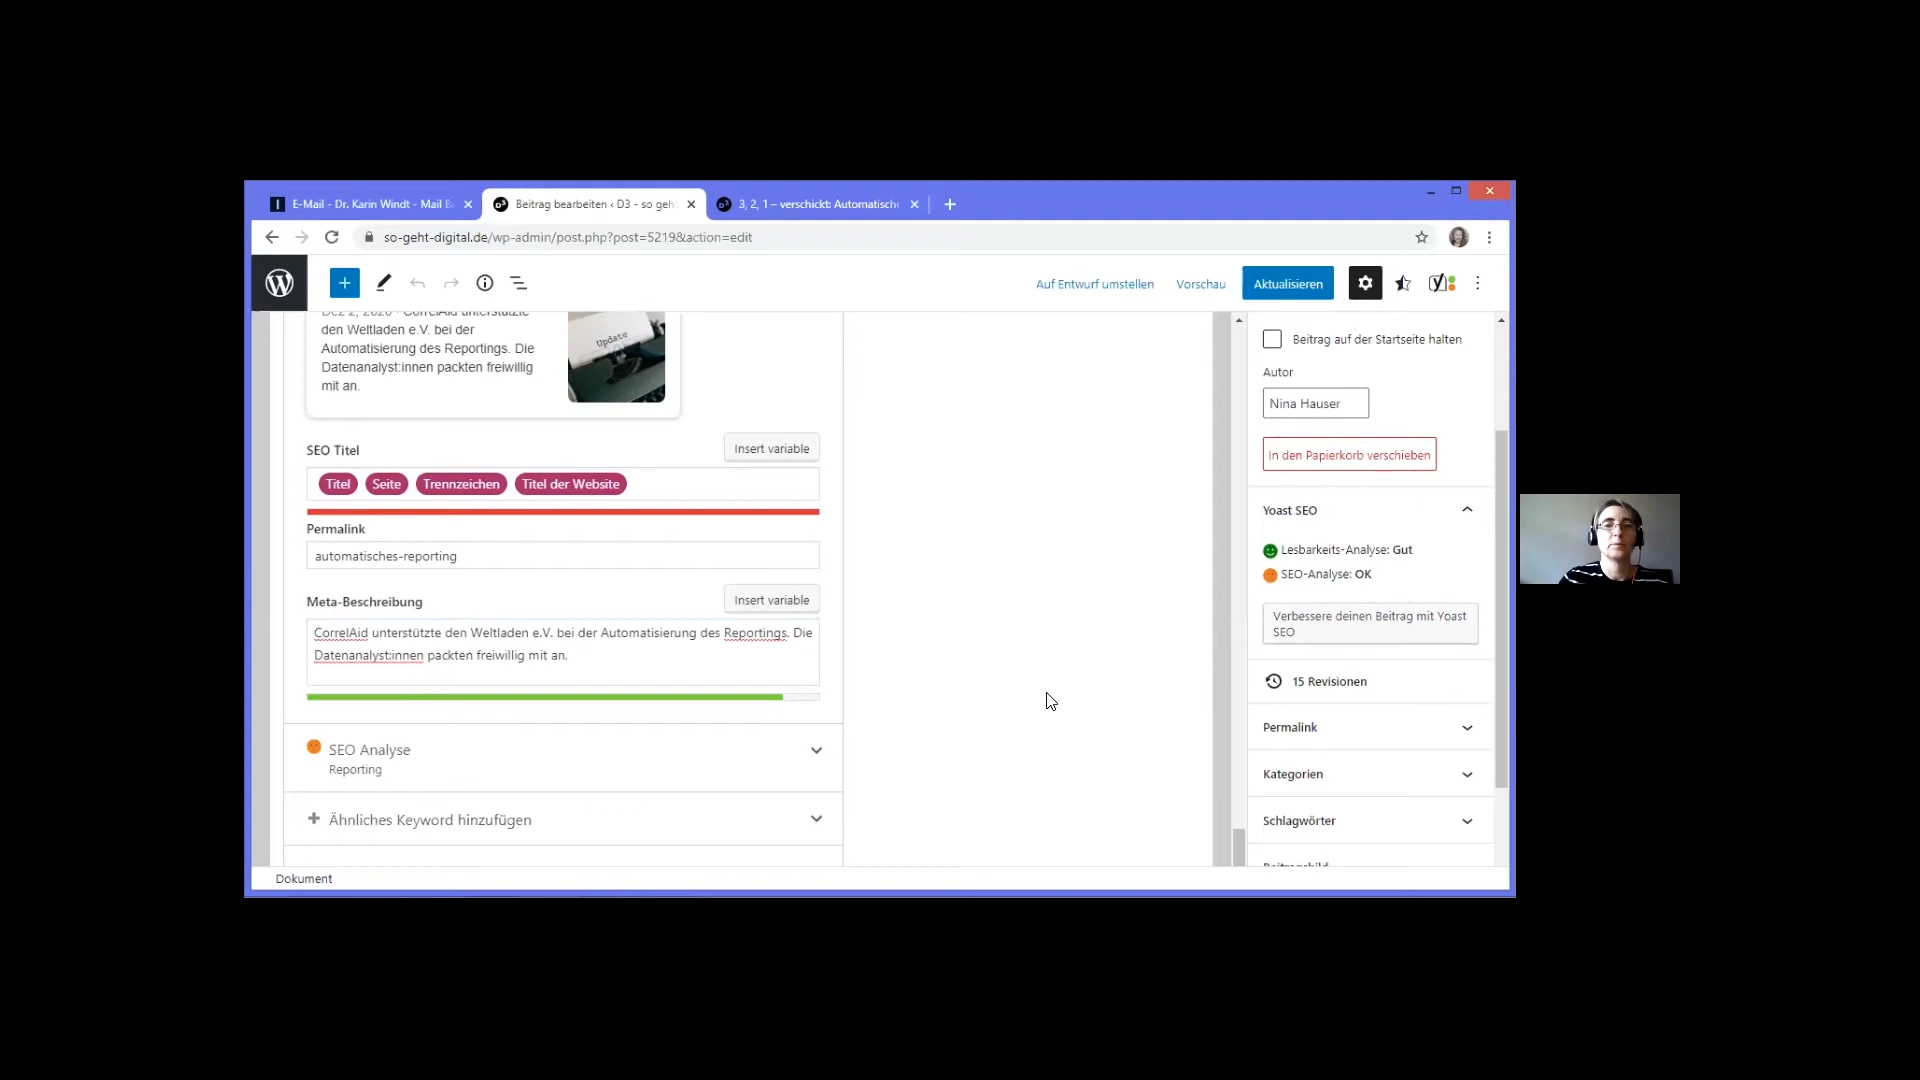 E-Mail - Dr. Karin Windt - Mail B
Beitrag bearbeiten ‹ D3 - so geh
3, 2, 1 – verschickt: Automatisch
so-geht-digital.de/wp-admin/post.php?post=5219&action=edit
Auf Entwurf umstellen
Vorschau
Aktualisieren
Dez 2, 2020 · CorrelAid unterstützte
den Weltladen e.V. bei der
Automatisierung des Reportings. Die
Datenanalyst:innen packten freiwillig
mit an.
Update
SEO Titel
Insert variable
Titel Seite Trennzeichen Titel der Website
Permalink
automatisches-reporting
Meta-Beschreibung
Insert variable
CorrelAid unterstützte den Weltladen e.V. bei der Automatisierung des Reportings. Die
Datenanalyst:innen packten freiwillig mit an.
SEO Analyse
Reporting
Ähnliches Keyword hinzufügen
Dokument
Beitrag auf der Startseite halten
Autor
Nina Hauser
In den Papierkorb verschieben
Yoast SEO
Lesbarkeits-Analyse: Gut
SEO-Analyse: OK
Verbessere deinen Beitrag mit Yoast
SEO
15 Revisionen
Permalink
Kategorien
Schlagwörter
Beitragsbild